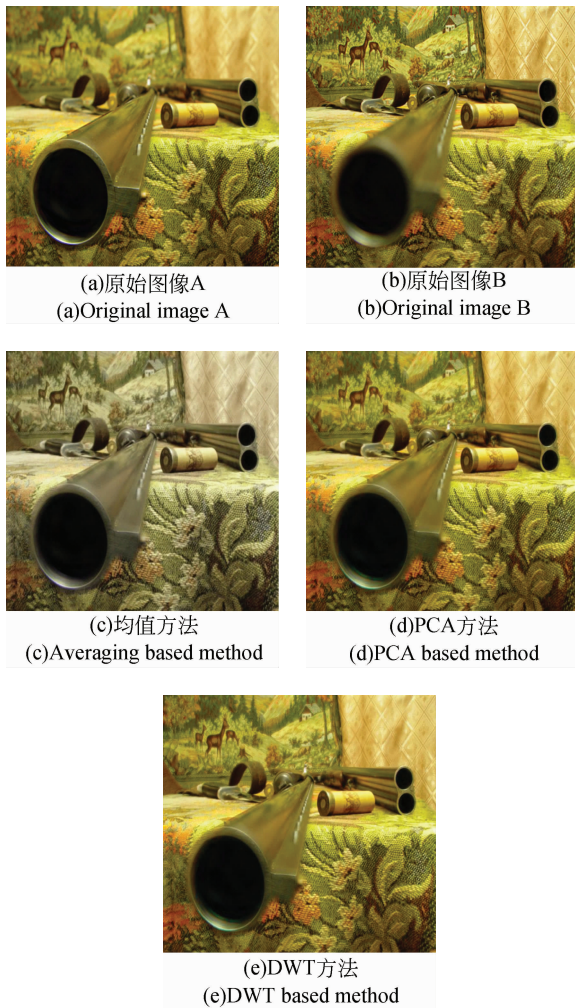 (a)原始图像A
(a)Original image A
(b)原始图像B
(b)Original image B
(c)均值方法
(c)Averaging based method
(d)PCA方法
(d)PCA based method
(e)DWT方法
(e)DWT based method